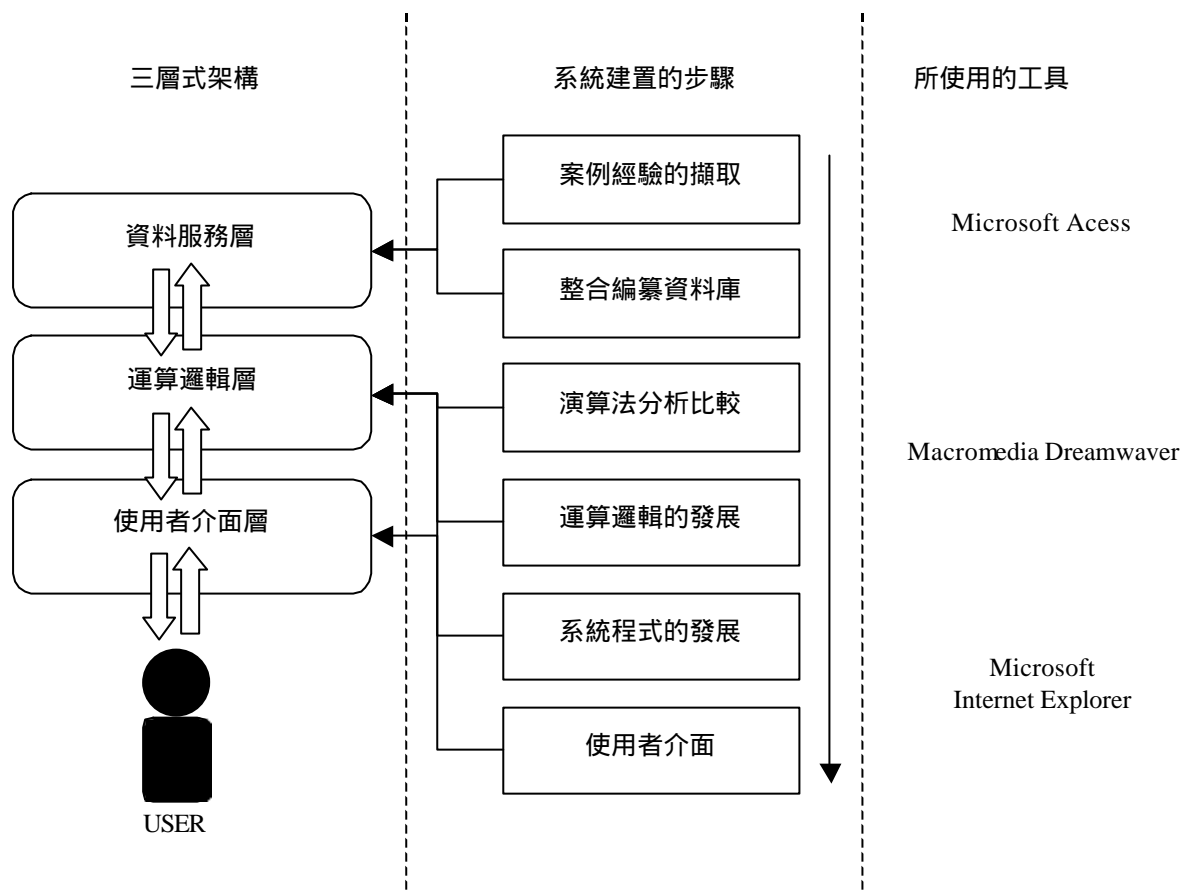 三層式架構
系統建置的步驟
所使用的工具
資料服務層
運算邏輯層
使用者介面層
USER
案例經驗的擷取
整合編纂資料庫
演算法分析比較
運算邏輯的發展
系統程式的發展
使用者介面
Microsoft Acess
Macromedia Dreamwaver
Microsoft
Internet Explorer